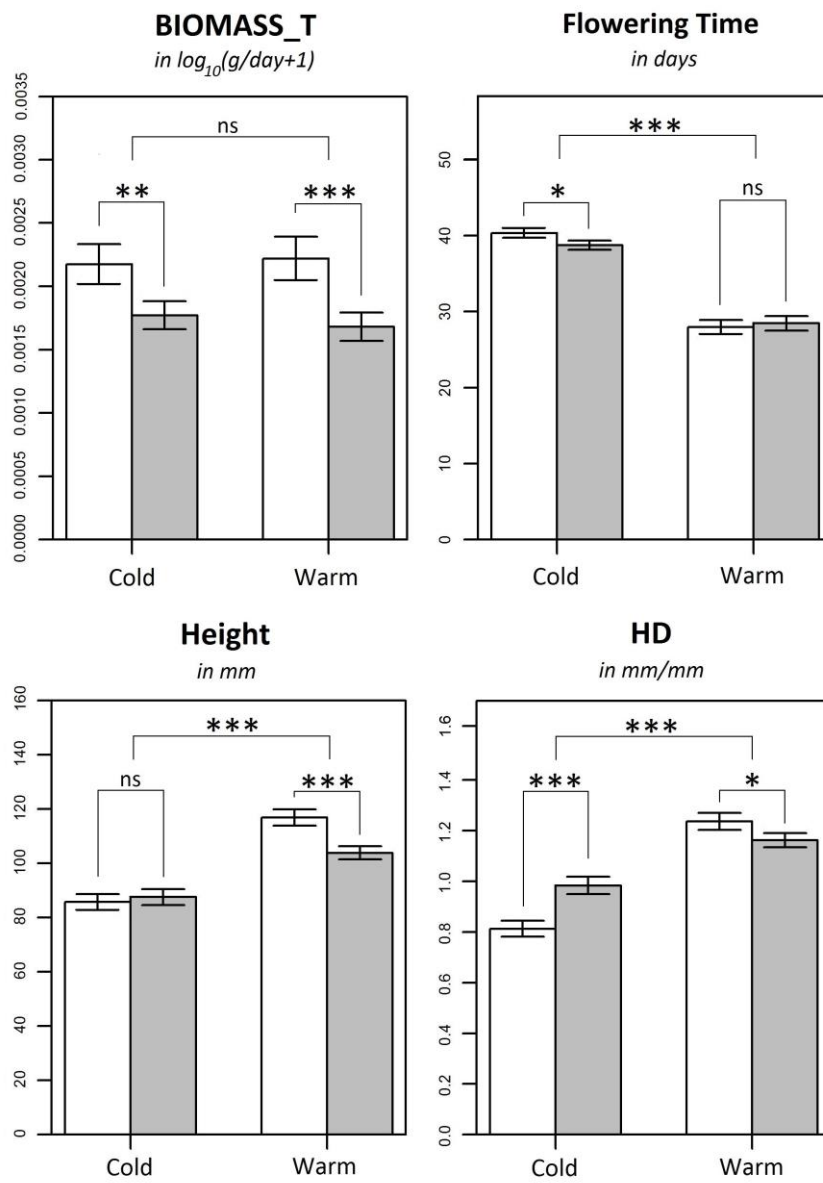 BIOMASS_T
in log10(g/day+1)
0.0035
0.0030
0.0025
0.0020
0.0015
0.0010
0.0005
0.0000
ns
**
***
Cold Warm
Flowering Time
in days
50
40
30
20
10
0
***
*
ns
Cold Warm
Height
in mm
160
140
120
100
80
60
40
20
0
***
ns
***
Cold Warm
HD
in mm/mm
1.6
1.4
1.2
1.0
0.8
0.6
0.4
0.2
0.0
***
***
*
Cold Warm